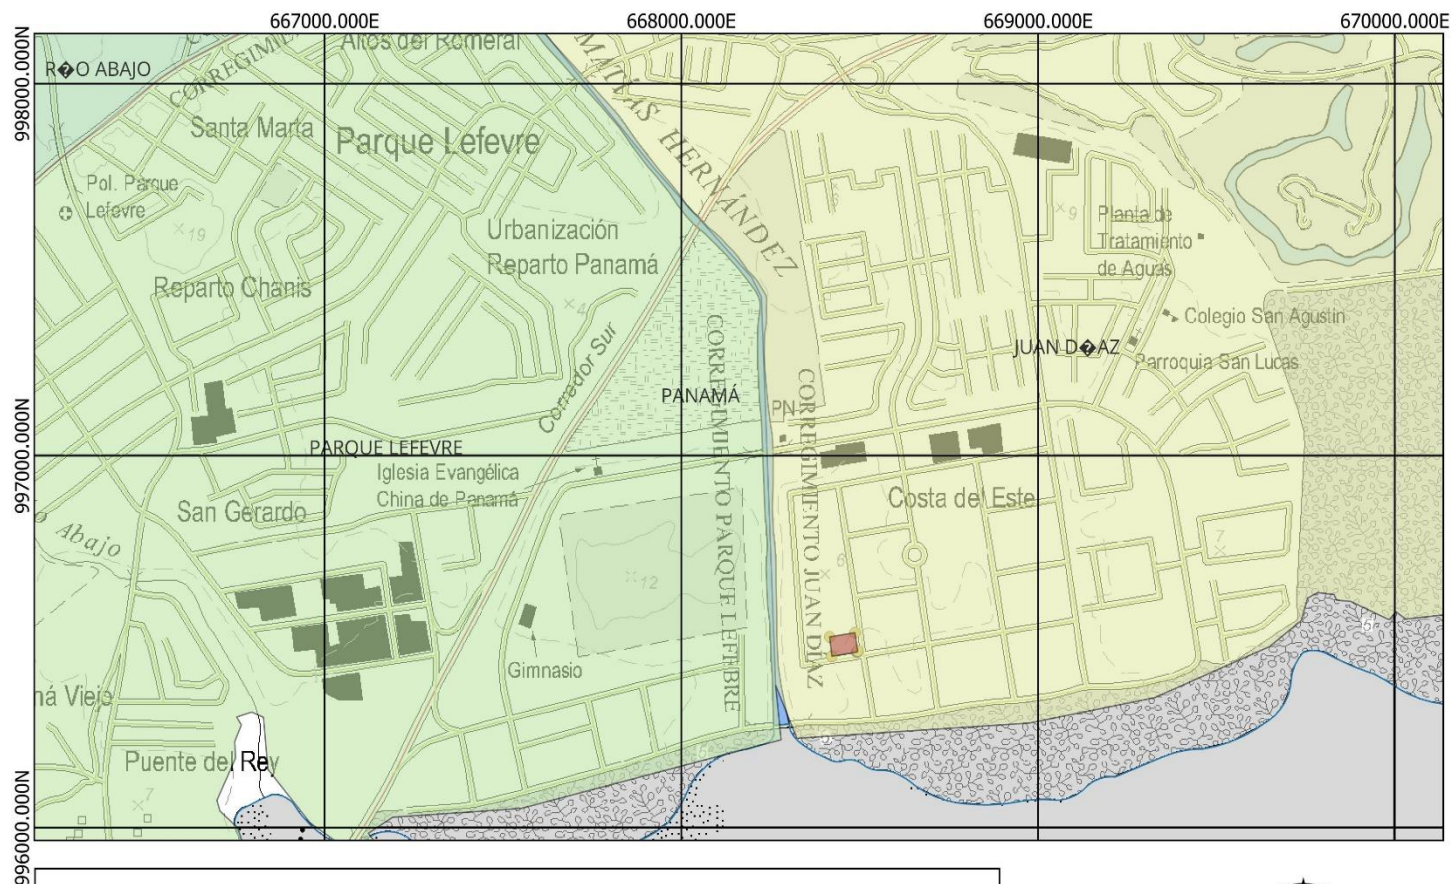 667000.000E
668000.000E
669000.000E
670000.000E
998000.000N
997000.000N
996000.000N
R�O ABAJO
CORREGIMIE
Altos del Romeral
MATÍAS HERNÁNDEZ
Santa Marta
Parque Lefevre
Pol. Parque
Lefevre
19
Urbanización
Reparto Panamá
Reparto Chanis
4
Corredor Sur
9
Planta de
Tratamiento
de Aguas
Colegio San Agustin
JUAN D�AZ
Parroquia San Lucas
PANAMÁ
PN
CORREGIMIENTO PARQUE LEFEBRE
CORREGIMIENTO JUAN DÍAZ
PARQUE LEFEVRE
Iglesia Evangélica
China de Panamá
San Gerardo
Costa del Este
o Abajo
12
6
7
Gimnasio
ná Viejo
Puente del Rey
7